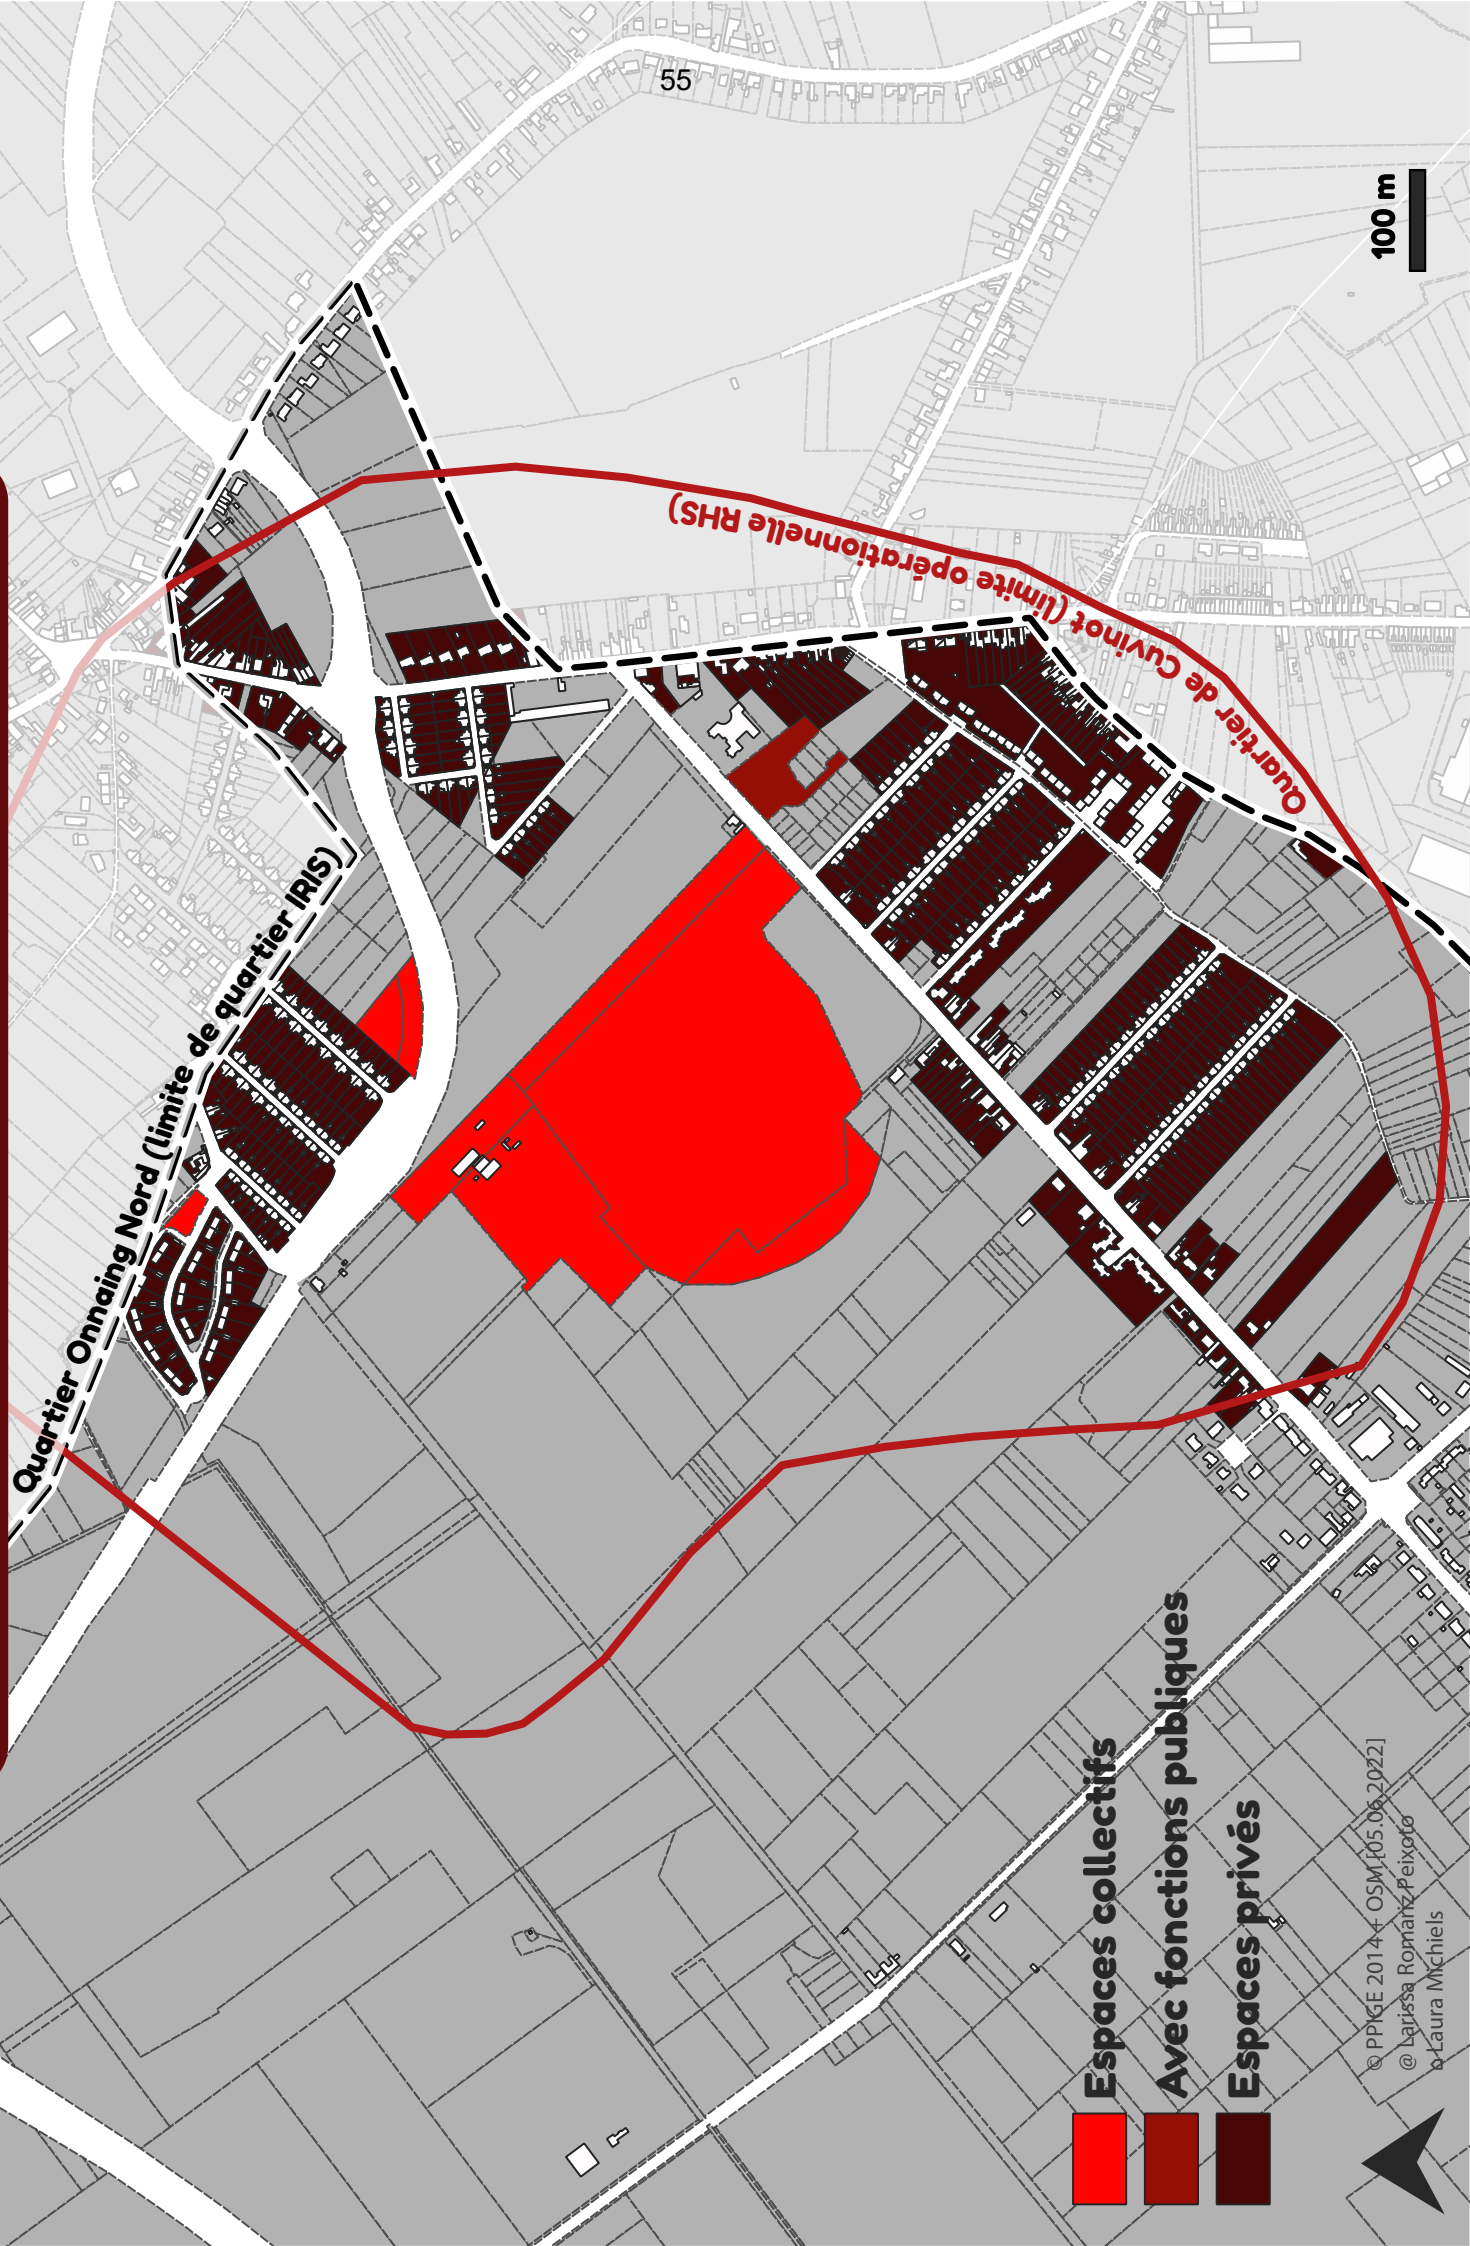 55
100 m
Quartier Onnaing Nord (limite de quartier IRIS)
Quartier de Cuvinot (limite opérationnelle RHS)
Espaces collectifs
Avec fonctions publiques
Espaces privés
© PPIGE 2014 + OSM [05.06.2022]
@ Larissa Romariz Peixoto
Laura Michiels